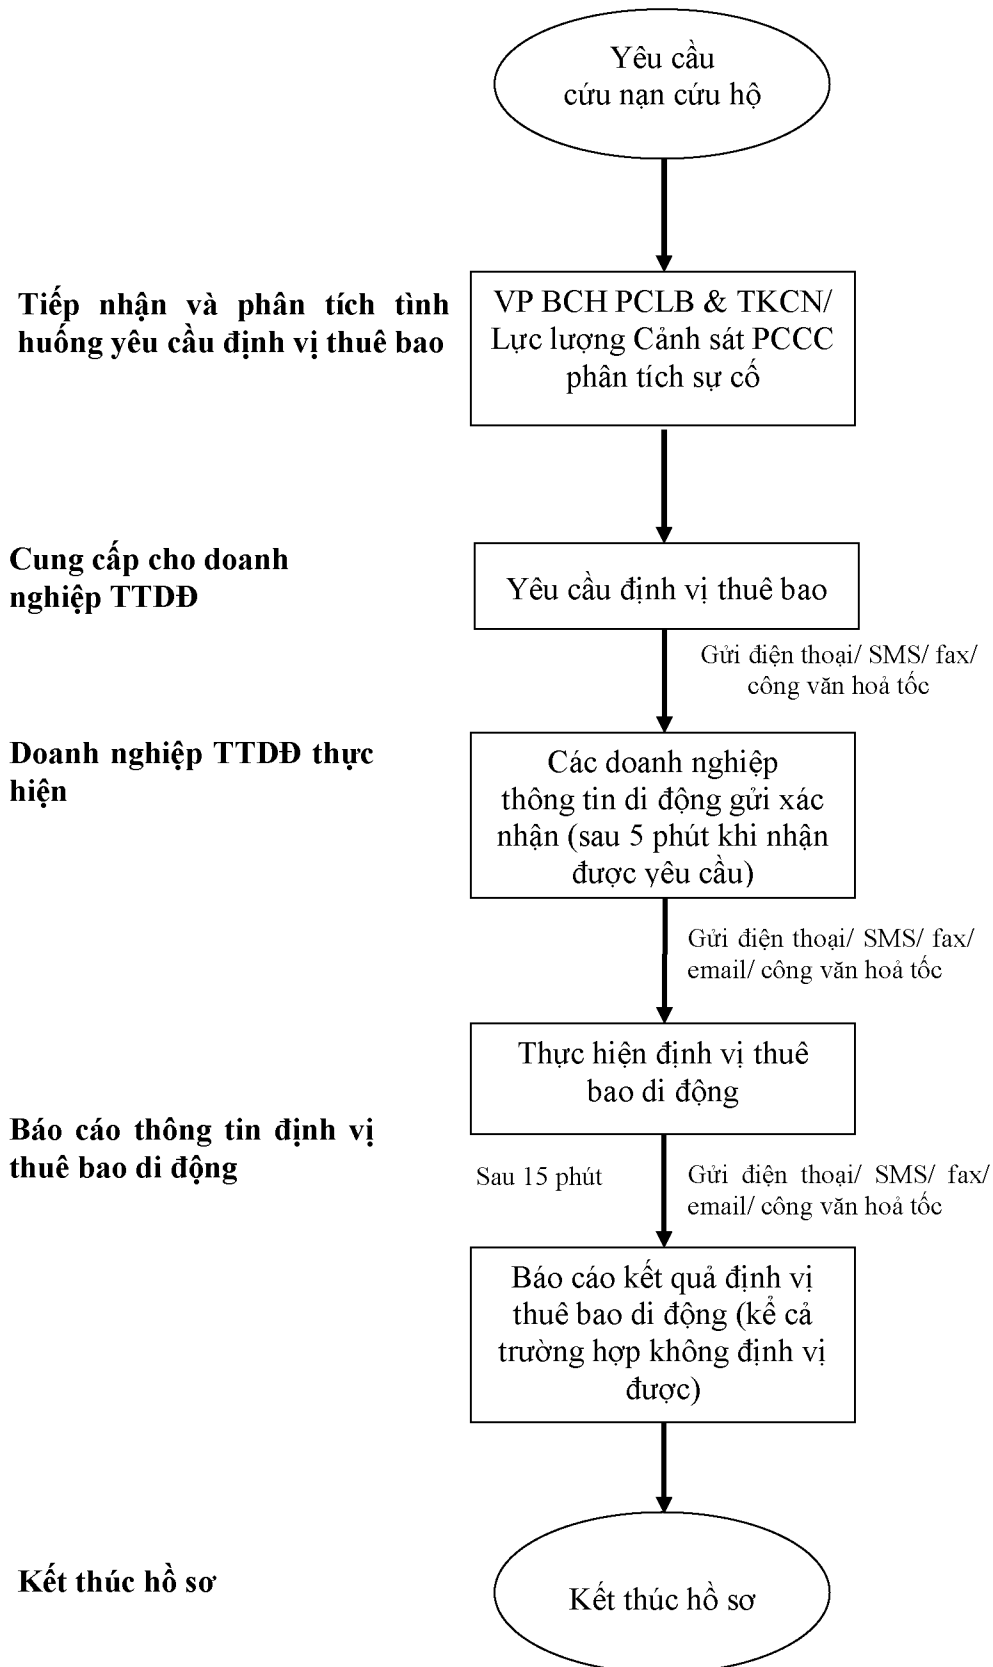 Yêu cầu
cứu nạn cứu hộ
Tiếp nhận và phân tích tình
huống yêu cầu định vị thuê bao
VP BCH PCLB & TKCN/
Lực lượng Cảnh sát PCCC
phân tích sự cố
Cung cấp cho doanh
nghiệp TTDĐ
Yêu cầu định vị thuê bao
Gửi điện thoại/ SMS/ fax/
công văn hoả tốc
Doanh nghiệp TTDĐ thực
hiện
Các doanh nghiệp
thông tin di động gửi xác
nhận (sau 5 phút khi nhận
được yêu cầu)
Gửi điện thoại/ SMS/ fax/
email/ công văn hoả tốc
Thực hiện định vị thuê
bao di động
Báo cáo thông tin định vị
thuê bao di động
Sau 15 phút
Gửi điện thoại/ SMS/ fax/
email/ công văn hoả tốc
Báo cáo kết quả định vị
thuê bao di động (kể cả
trường hợp không định vị
được)
Kết thúc hồ sơ
Kết thúc hồ sơ